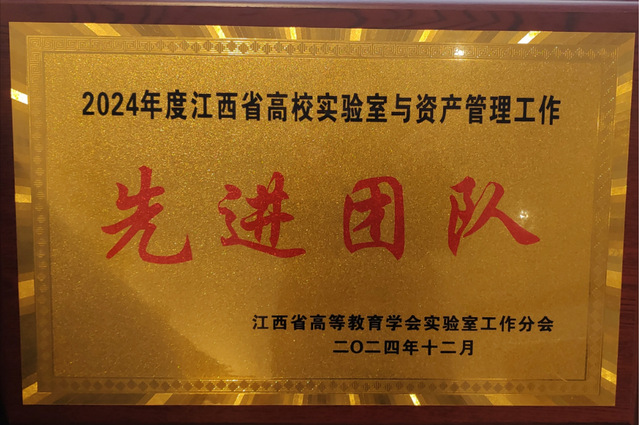 2024年度江西省高校实验室与资产管理工作
先进团队
江西省高等教育学会实验室工作分会
二〇二四年十二月